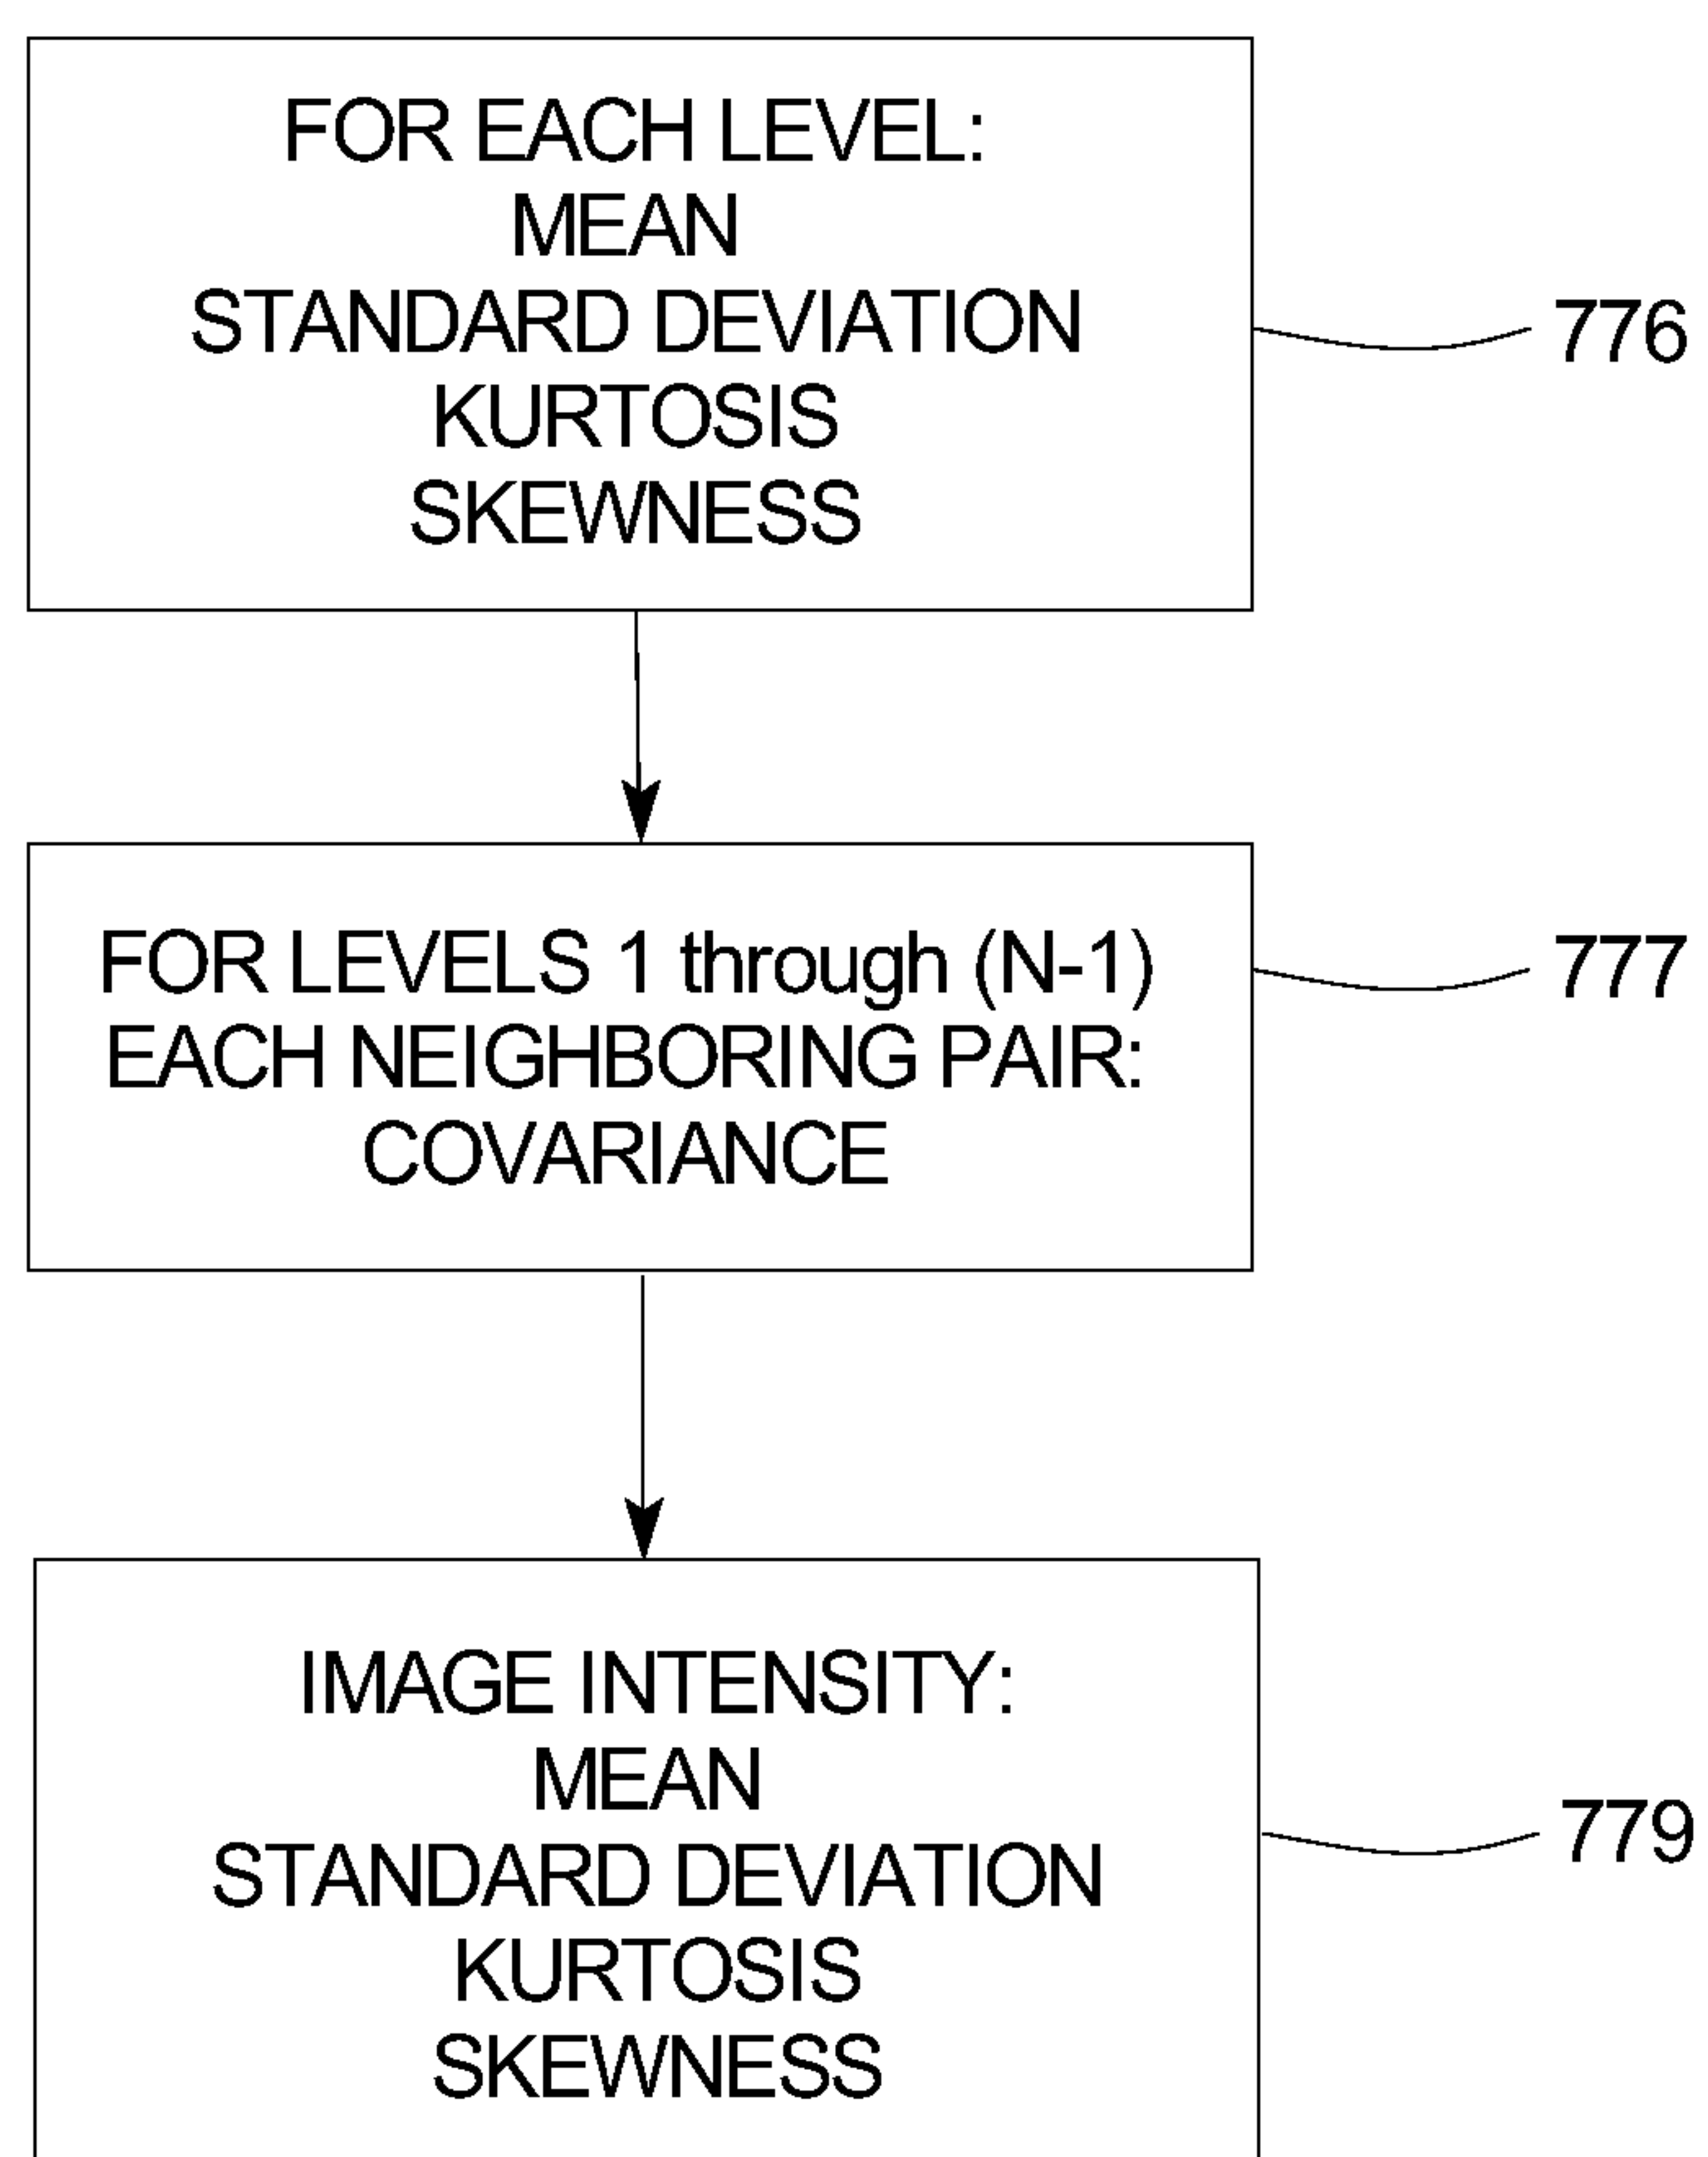 FOR EACH LEVEL:
MEAN
STANDARD DEVIATION
KURTOSIS
SKEWNESS
776
FOR LEVELS 1 through (N-1)
EACH NEIGHBORING PAIR:
COVARIANCE
777
IMAGE INTENSITY:
MEAN
STANDARD DEVIATION
KURTOSIS
SKEWNESS
779